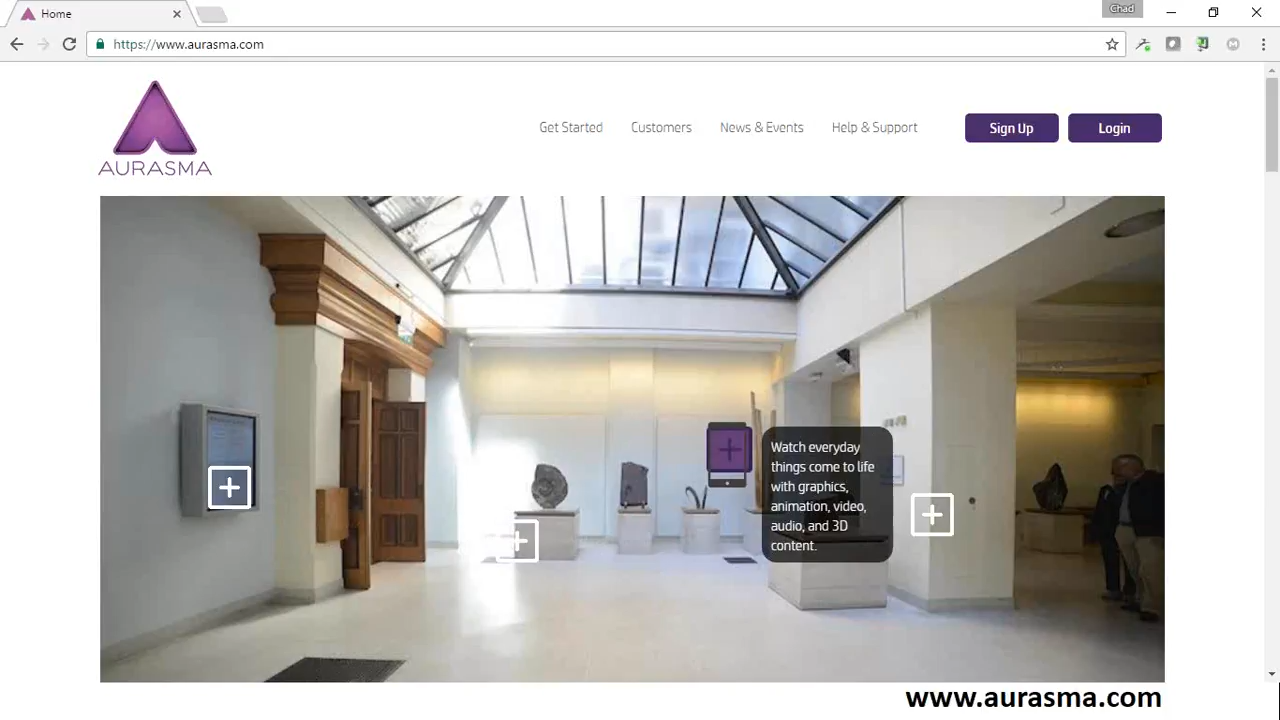 Home
Chad
https://www.aurasma.com
Get Started
Customers
News & Events
Help & Support
Sign Up
Login
AURASMA
Watch everyday
things come to life
with graphics,
animation, video,
audio, and 3D
content.
www.aurasma.com